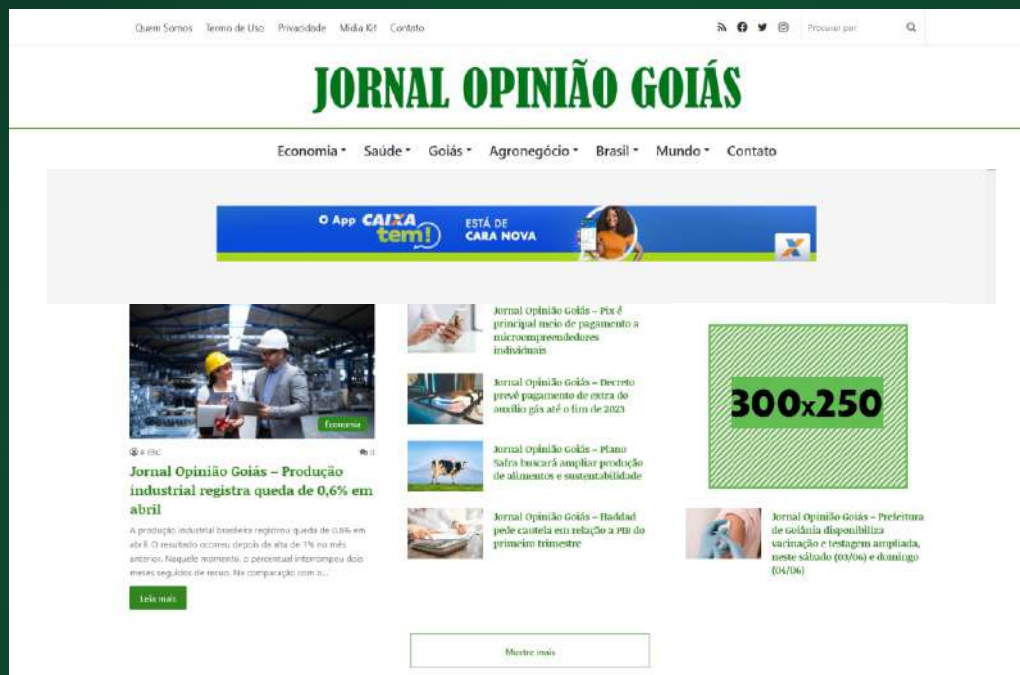 Quem Somos Termo de Uso Privacidade Mídia Kit Contato
Procurar por
JORNAL OPINIÃO GOIÁS
Economia Saúde Goiás Agronegócio Brasil Mundo Contato
O App CAIXA
tem!
ESTÁ DE
CARA NOVA
Economia
# EBC 0
Jornal Opinião Goiás – Produção
industrial registra queda de 0,6% em
abril
A produção industrial brasileira registrou queda de 0,6% em
abril. O resultado ocorreu depois da alta de 1% no mês
anterior. Naquele momento, o percentual interrompeu dois
meses seguidos de recuo. Na comparação com o...
Leia mais
Jornal Opinião Goiás – Pix é
principal meio de pagamento a
microempreendedores
individuais
Jornal Opinião Goiás – Decreto
prevê pagamento de extra do
auxílio gás até o fim de 2023
Jornal Opinião Goiás – Plano
Safra buscará ampliar produção
de alimentos e sustentabilidade
Jornal Opinião Goiás – Haddad
pede cautela em relação a PIB do
primeiro trimestre
300x250
Jornal Opinião Goiás – Prefeitura
de Goiânia disponibiliza
vacinação e testagem ampliada,
neste sábado (03/06) e domingo
(04/06)
Mostre mais